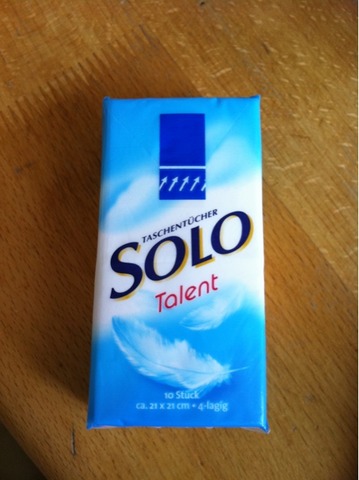 TASCHENTÜCHER
SOLO
Talent
10 Stück
ca. 21 x 21 cm • 4-lagig